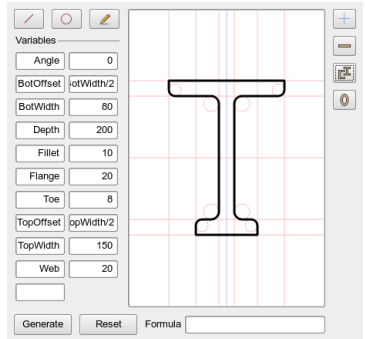 Variables
Angle 0
BotOffset otWidth/2
BotWidth 80
Depth 200
Fillet 10
Flange 20
Toe 8
TopOffset opWidth/2
TopWidth 150
Web 20
Generate Reset Formula